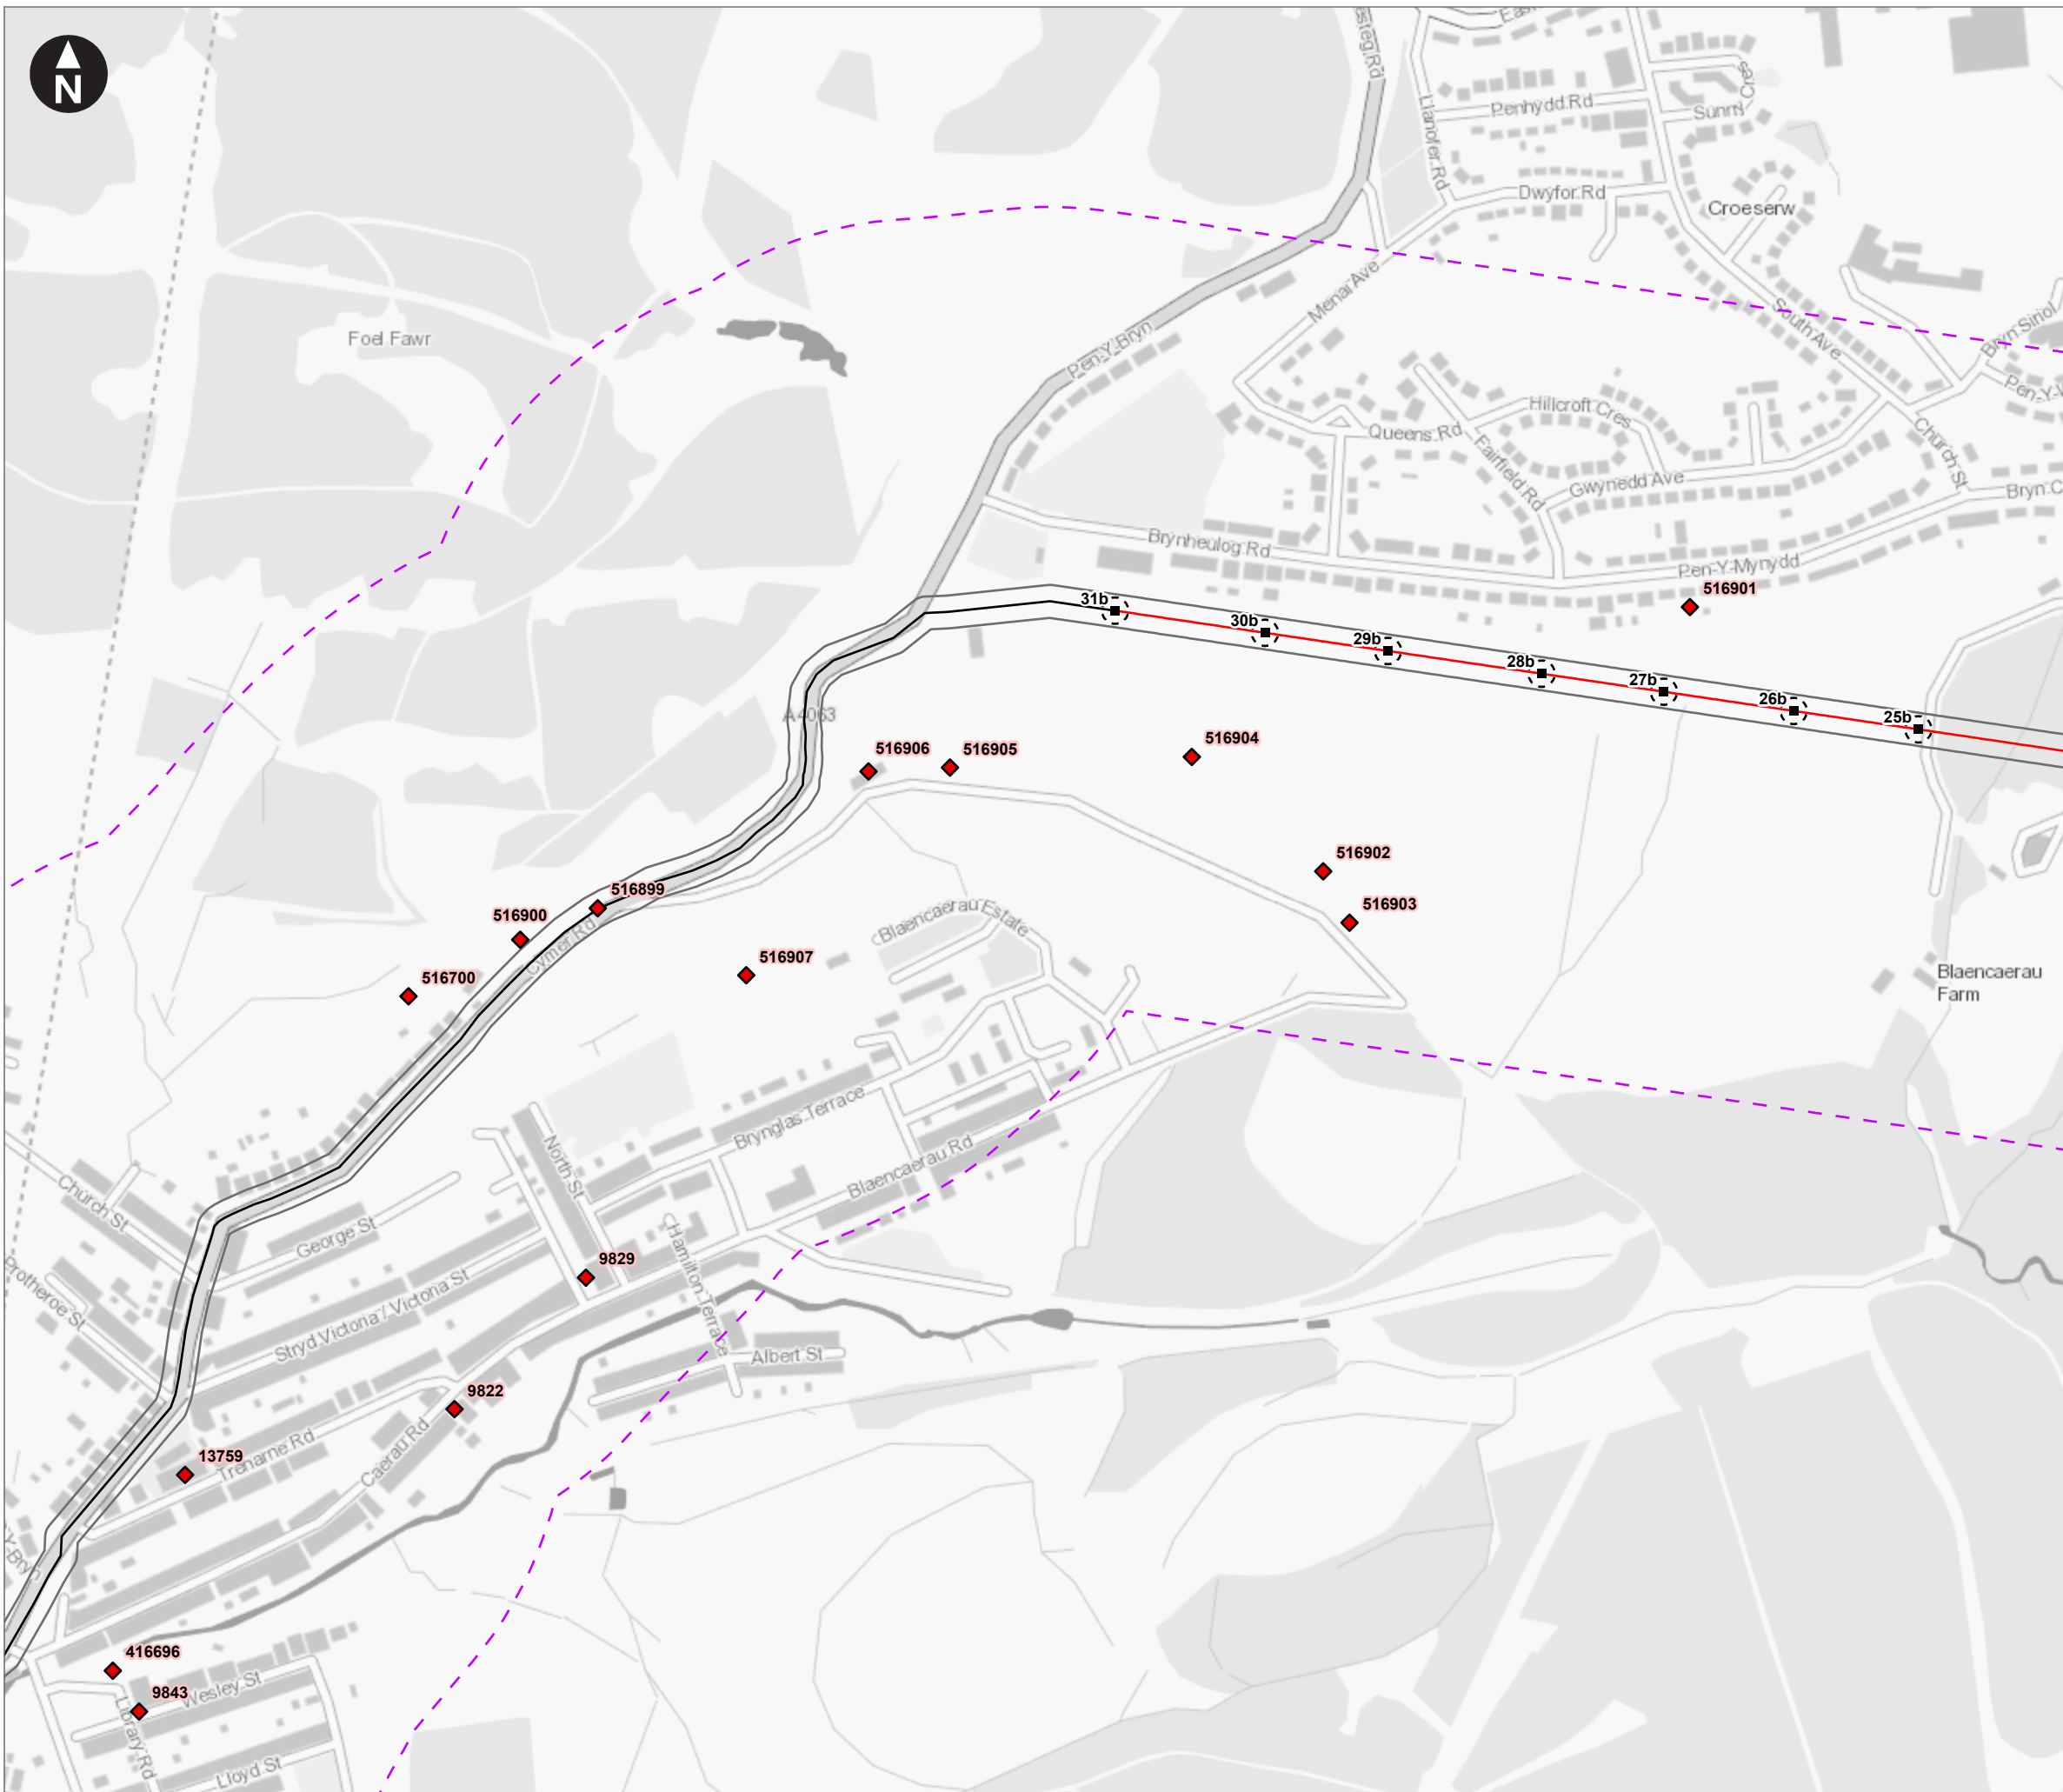 N
Penhydd Rd
Sunny Cres
Llanofer Rd
Dwyfor Rd
Croeserw
Menai Ave
South Ave
Bryn Siriol
Foel Fawr
Pen-Y-Bryn
Hillcroft Cres
Queens Rd
Fairfield Rd
Church St
Gwynedd Ave
Brynheulog Rd
Pen-Y-Mynydd
516901
31b
30b
29b
28b
27b
26b
25b
A4063
516906
516905
516904
516902
516899
516903
516900
Cymer Rd
Blaencaerau Estate
516907
516700
Blaencaerau
Farm
Brynglas Terrace
North St
Blaencaerau Rd
Church St
George St
Hamilton Terrace
9829
Protheroe St
Stryd Victoria / Victoria St
Albert St
9822
Trenarne Rd
Caerau Rd
13759
416696
9843
Wesley St
Library Rd
Lloyd St